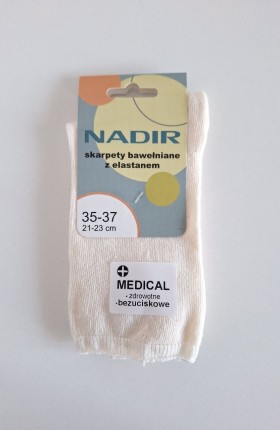 NADIR
skarpety bawełniane
z elastanem
35-37
21-23 cm
MEDICAL
• zdrowotne
• bezuciskowe